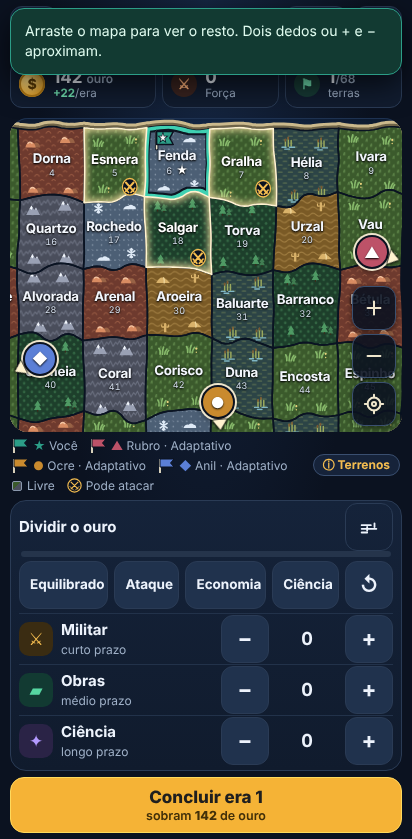 Arraste o mapa para ver o resto. Dois dedos ou + e −
aproximam.
142 ouro
+22/era
0
Força
1/68
terras
Dorna
4
Esmera
5
Fenda
6 ★
Gralha
7
Hélia
8
Ivara
9
Quartzo
16
Rochedo
17
Salgar
18
Torva
19
Urzal
20
Vau
Alvorada
28
Arenal
29
Aroeira
30
Baluarte
31
Barranco
32
Bétula
40
Coral
41
Corisco
42
Duna
43
Encosta
44
+
−
★ Você ▲ Rubro · Adaptativo
● Ocre · Adaptativo ◆ Anil · Adaptativo
ⓘ Terrenos
Livre Pode atacar
Dividir o ouro
Equilibrado Ataque Economia Ciência
Militar
curto prazo
− 0 +
Obras
médio prazo
− 0 +
Ciência
longo prazo
− 0 +
Concluir era 1
sobram 142 de ouro